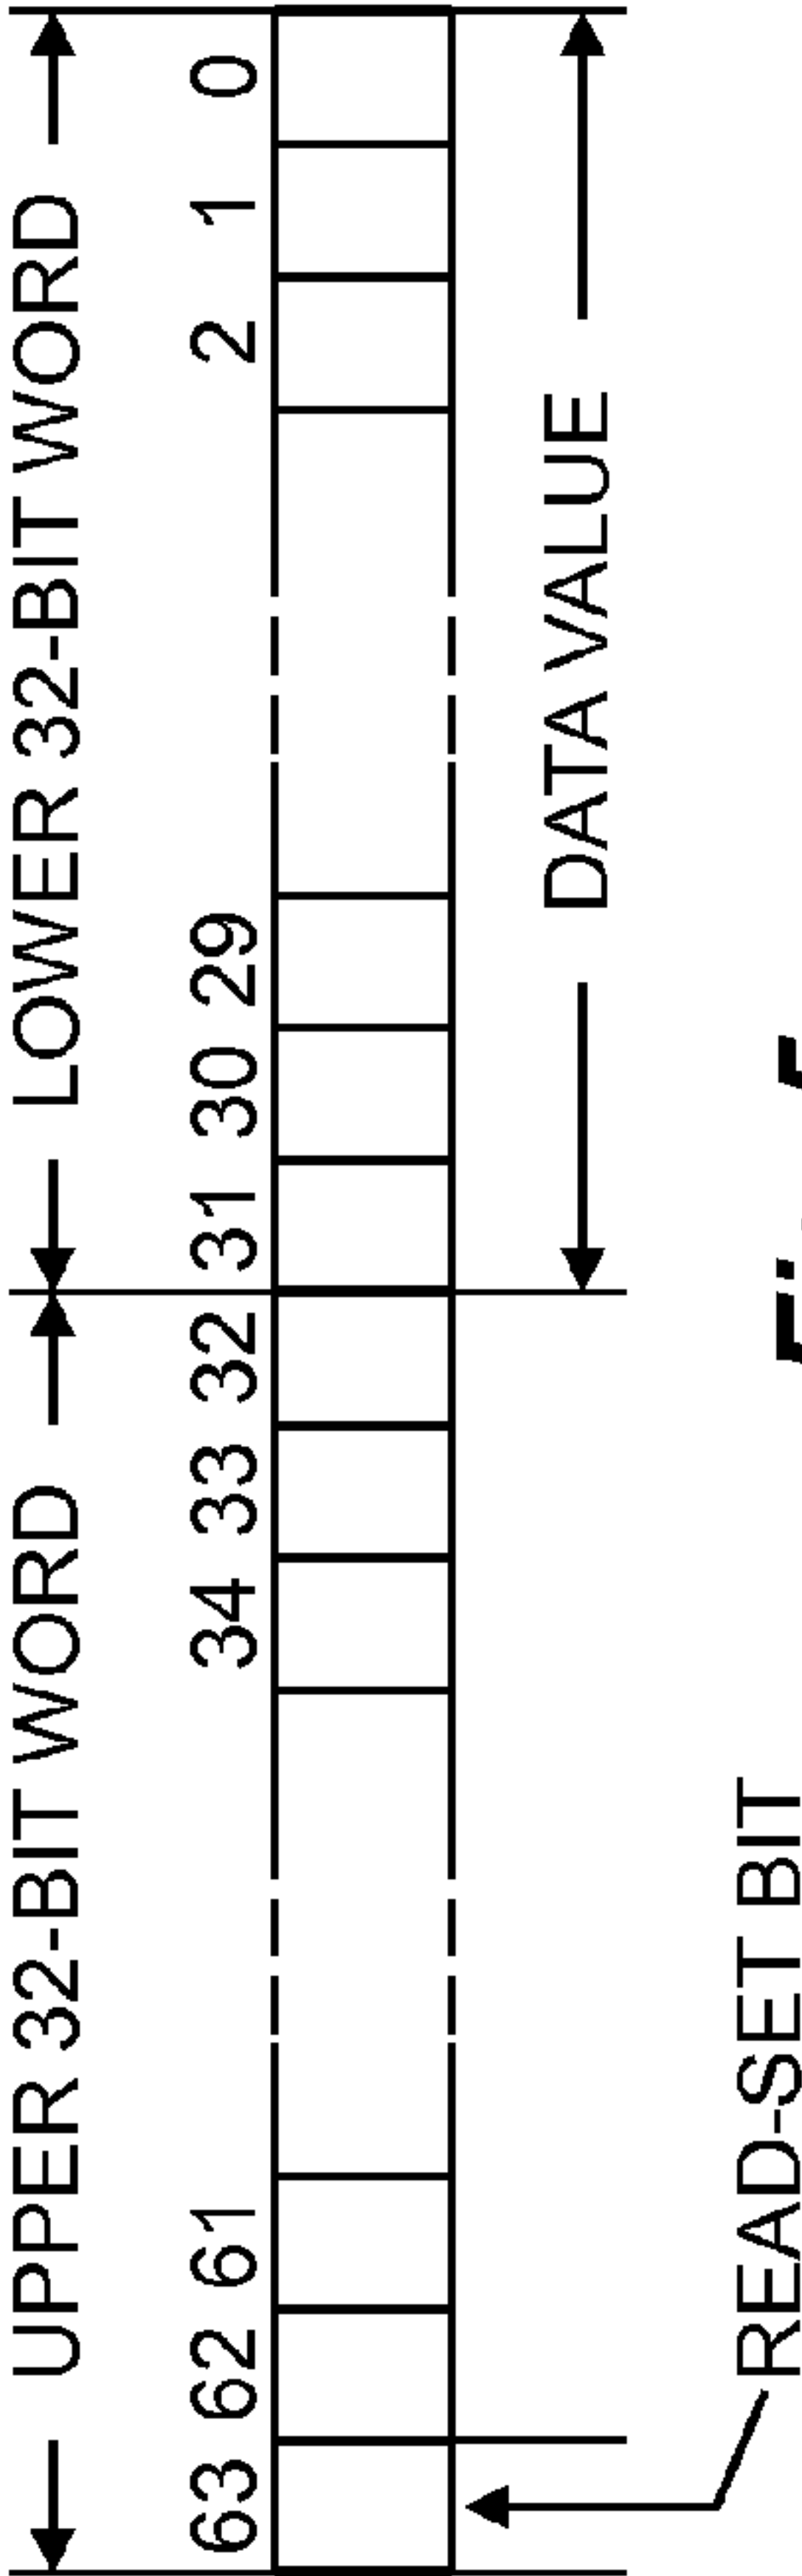 UPPER 32-BIT WORD LOWER 32-BIT WORD
63 62 61 34 33 32 31 30 29 2 1 0
DATA VALUE
READ-SET BIT